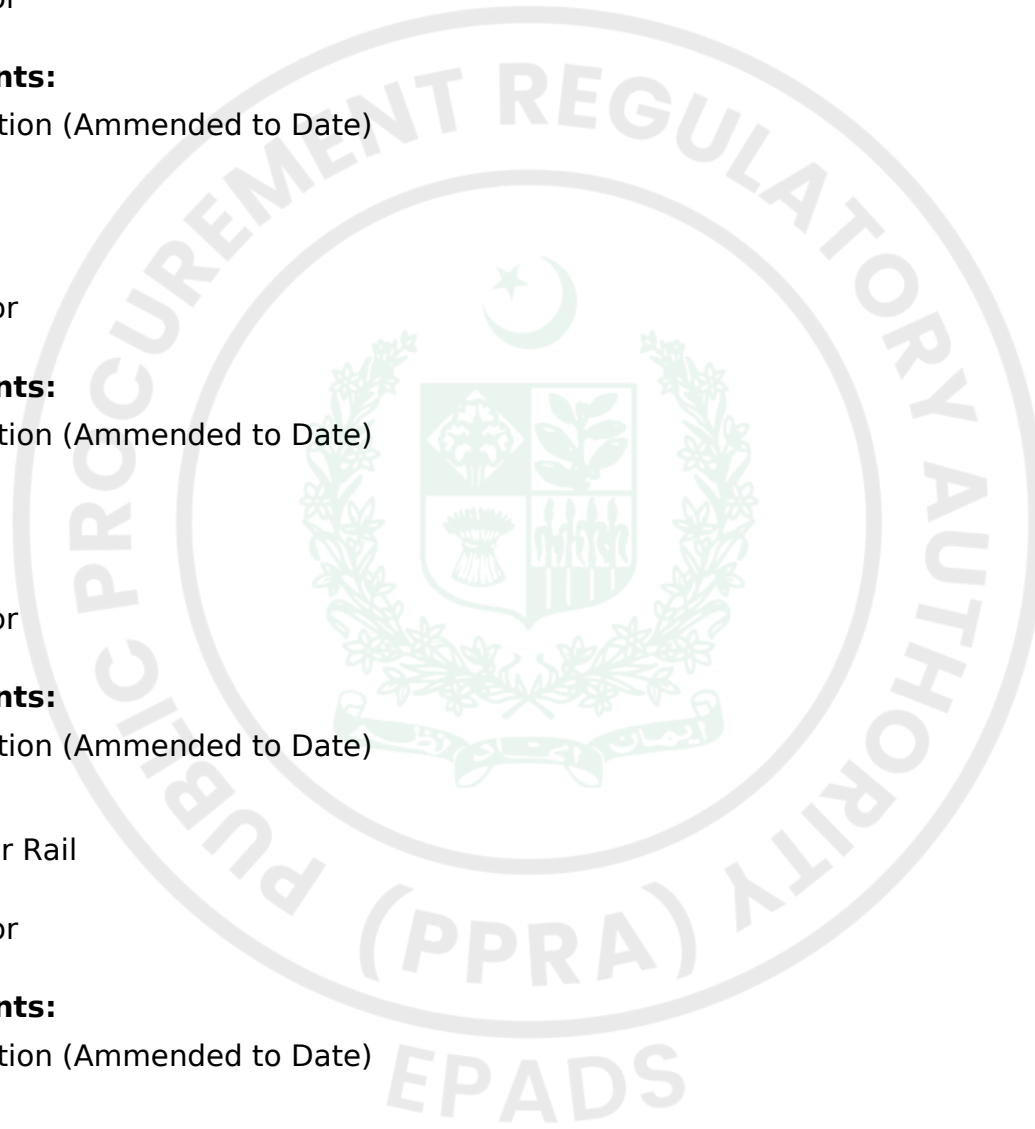 or
nts:
tion (Ammended to Date)
or
nts:
tion (Ammended to Date)
or
nts:
tion (Ammended to Date)
r Rail
or
nts:
tion (Ammended to Date)
PUBLIC PROCUREMENT REGULATORY AUTHORITY
(PPRA)
EPADS